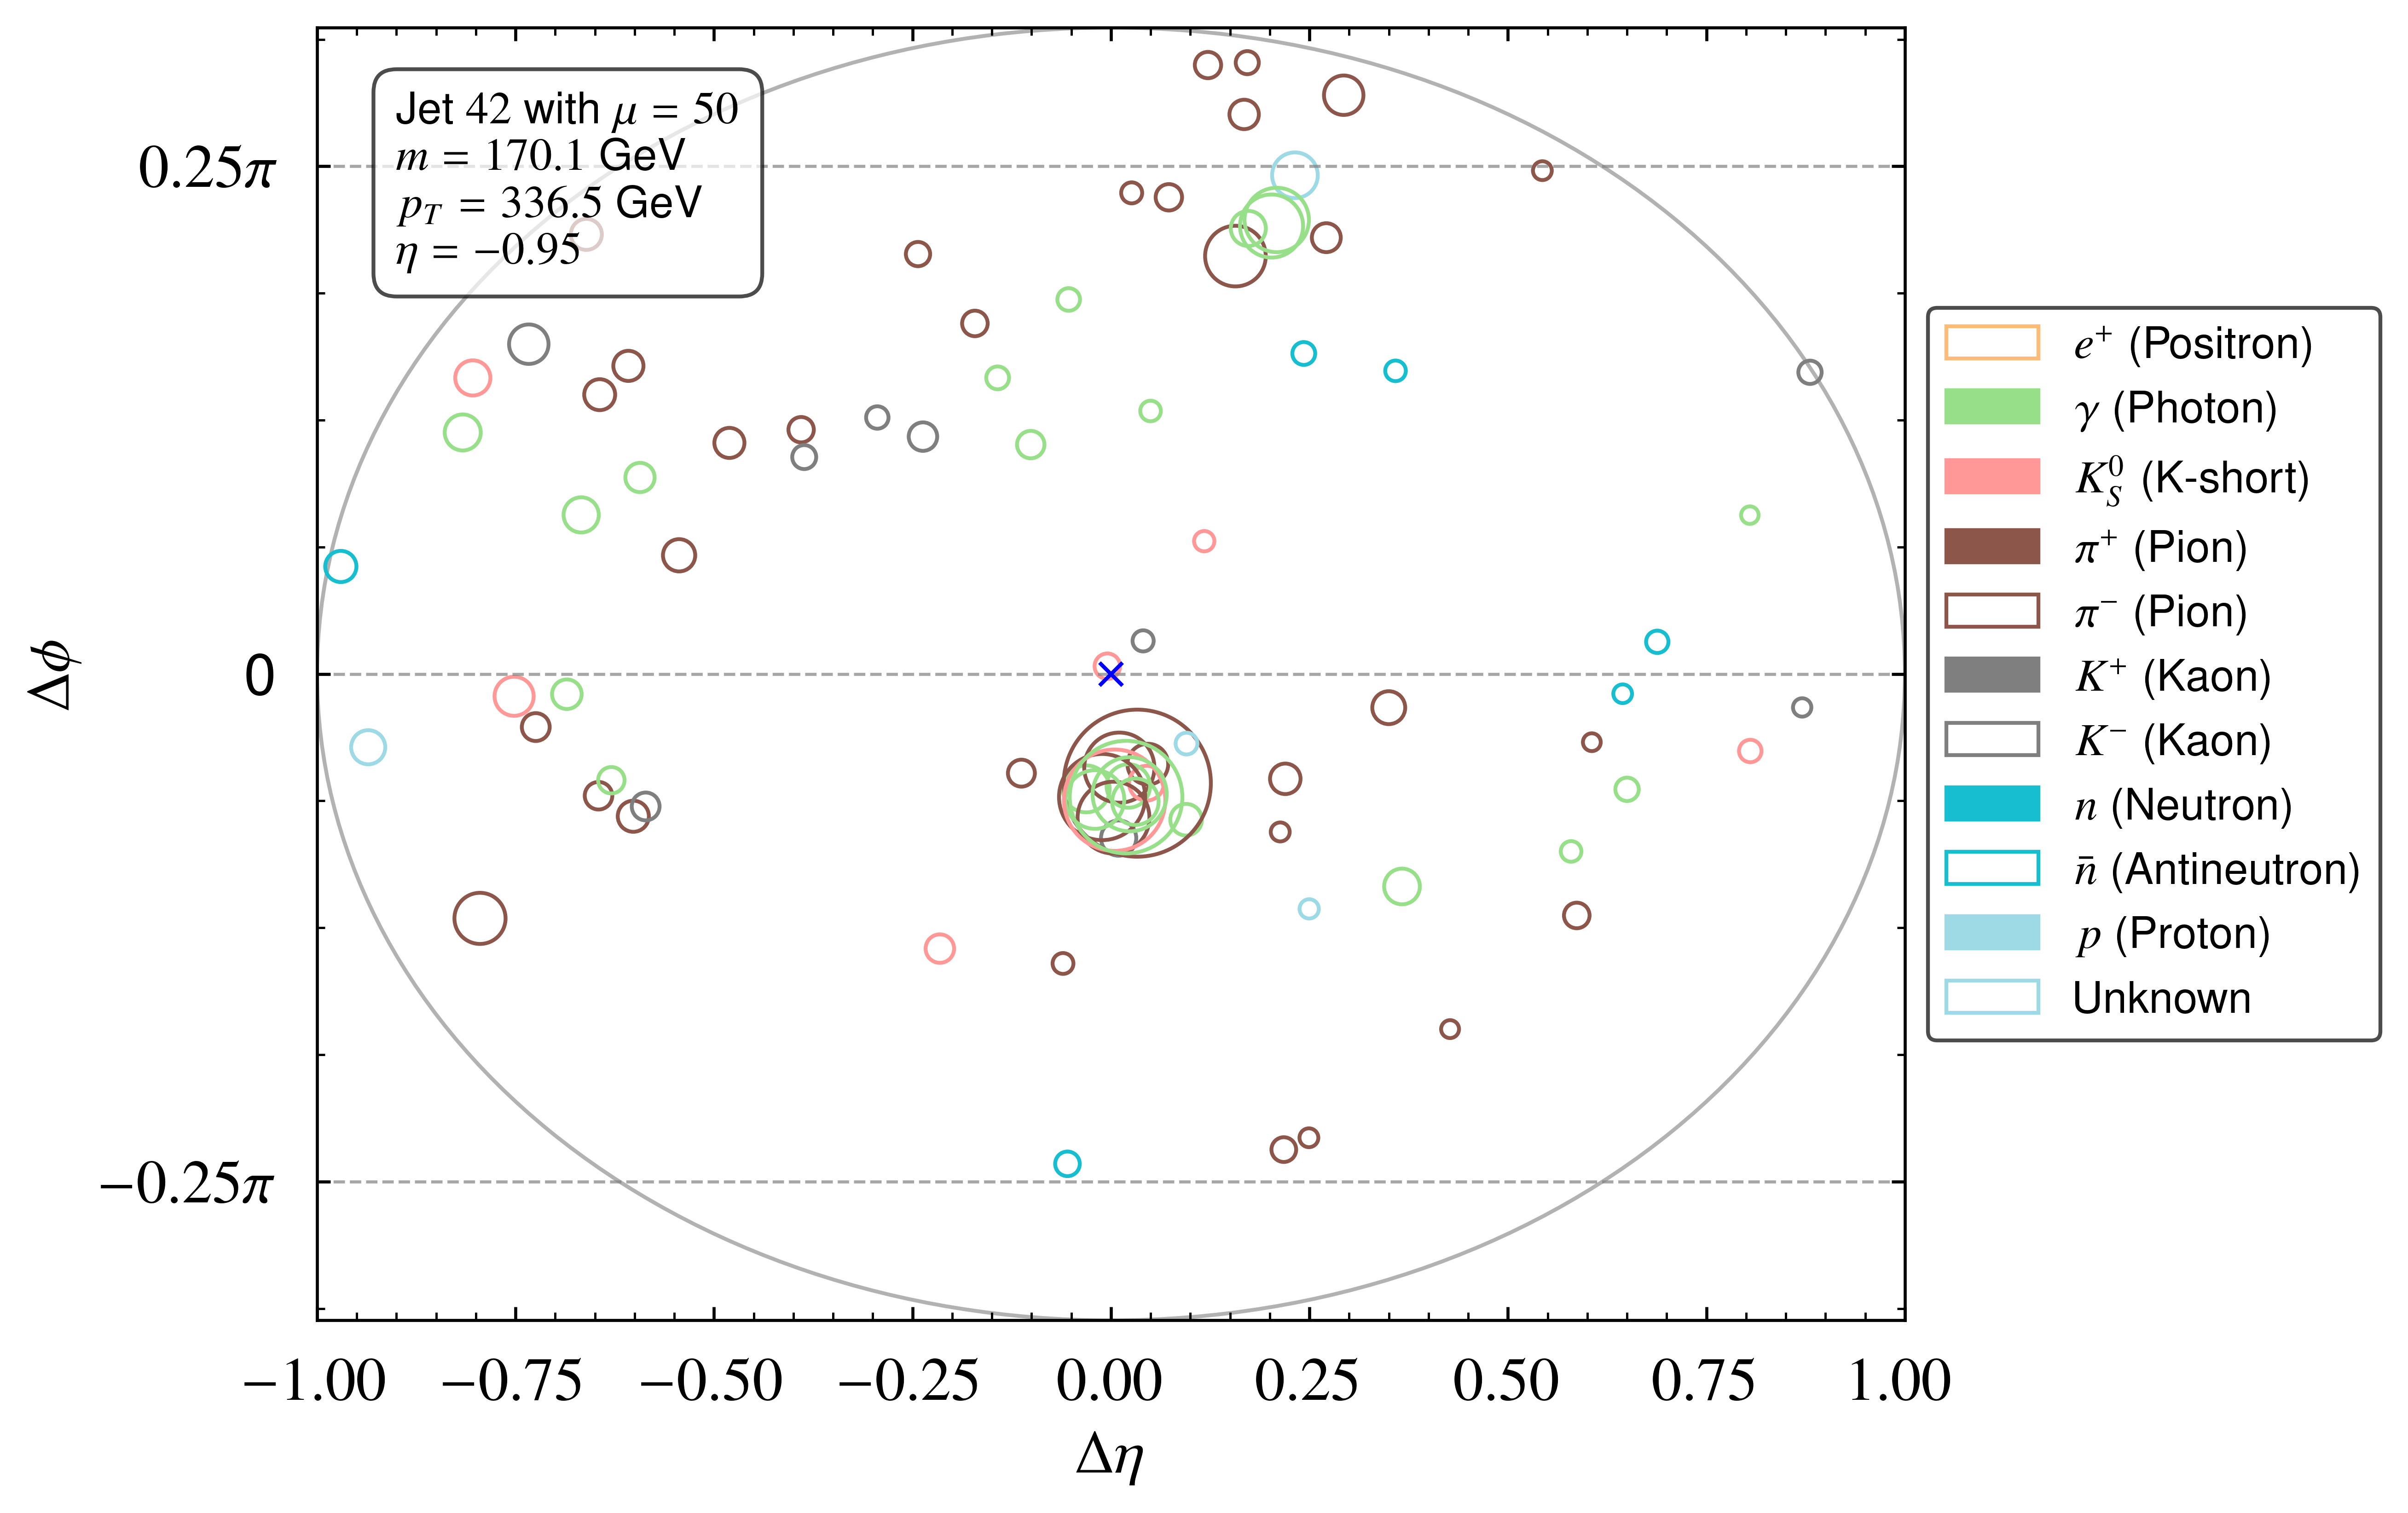 Jet 42 with μ = 50
m = 170.1 GeV
p_T = 336.5 GeV
η = −0.95
0.25π
0
−0.25π
Δϕ
−1.00 −0.75 −0.50 −0.25 0.00 0.25 0.50 0.75 1.00
Δη
e⁺ (Positron)
γ (Photon)
K⁰_S (K-short)
π⁺ (Pion)
π⁻ (Pion)
K⁺ (Kaon)
K⁻ (Kaon)
n (Neutron)
n̄ (Antineutron)
p (Proton)
Unknown